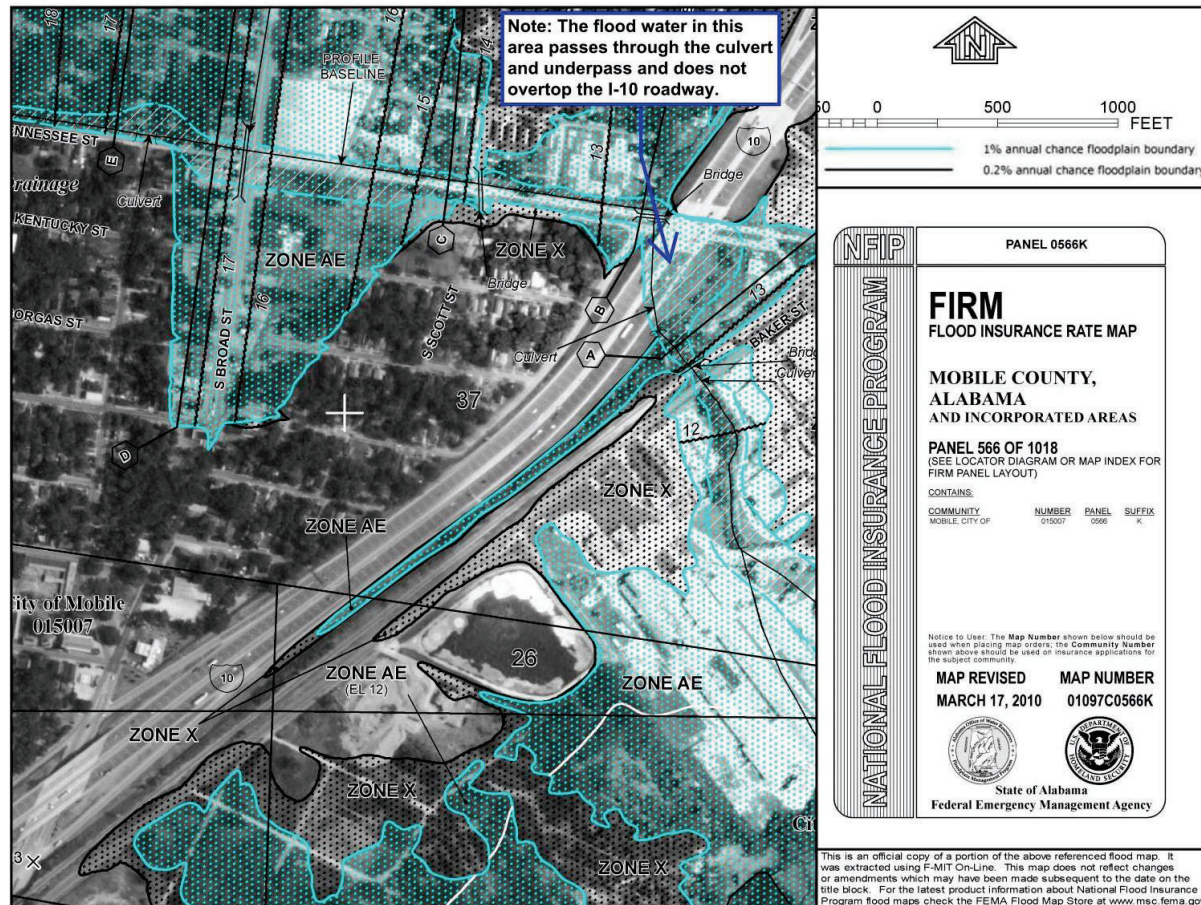 Note: The flood water in this
area passes through the culvert
and underpass and does not
overtop the I-10 roadway.
18
17
16
15
14
13
PROFILE
BASELINE
NNESSEE ST
E
rainage
Culvert
KENTUCKY ST
ZONE AE
17
16
ORGAS ST
S BROAD ST
D
C
ZONE X
Bridge
S SCOTT ST
B
A
Culvert
10
Bridge
13
BAKER ST
Culver
12
37
ZONE X
ZONE AE
ity of Mobile
015007
10
26
ZONE AE
(EL 12)
ZONE AE
ZONE X
ZONE X
ZONE X
3
N
0 500 1000
FEET
1% annual chance floodplain boundary
0.2% annual chance floodplain boundary
NFIP
PANEL 0566K
NATIONAL FLOOD INSURANCE PROGRAM
FIRM
FLOOD INSURANCE RATE MAP
MOBILE COUNTY,
ALABAMA
AND INCORPORATED AREAS
PANEL 566 OF 1018
(SEE LOCATOR DIAGRAM OR MAP INDEX FOR
FIRM PANEL LAYOUT)
CONTAINS:
COMMUNITY NUMBER PANEL SUFFIX
MOBILE, CITY OF 015007 0566 K
Notice to User: The Map Number shown below should be
used when placing map orders; the Community Number
shown above should be used on insurance applications for
the subject community.
MAP REVISED
MARCH 17, 2010
MAP NUMBER
01097C0566K
State of Alabama
Federal Emergency Management Agency
This is an official copy of a portion of the above referenced flood map. It
was extracted using F-MIT On-Line. This map does not reflect changes
or amendments which may have been made subsequent to the date on the
title block. For the latest product information about National Flood Insurance
Program flood maps check the FEMA Flood Map Store at www.msc.fema.go